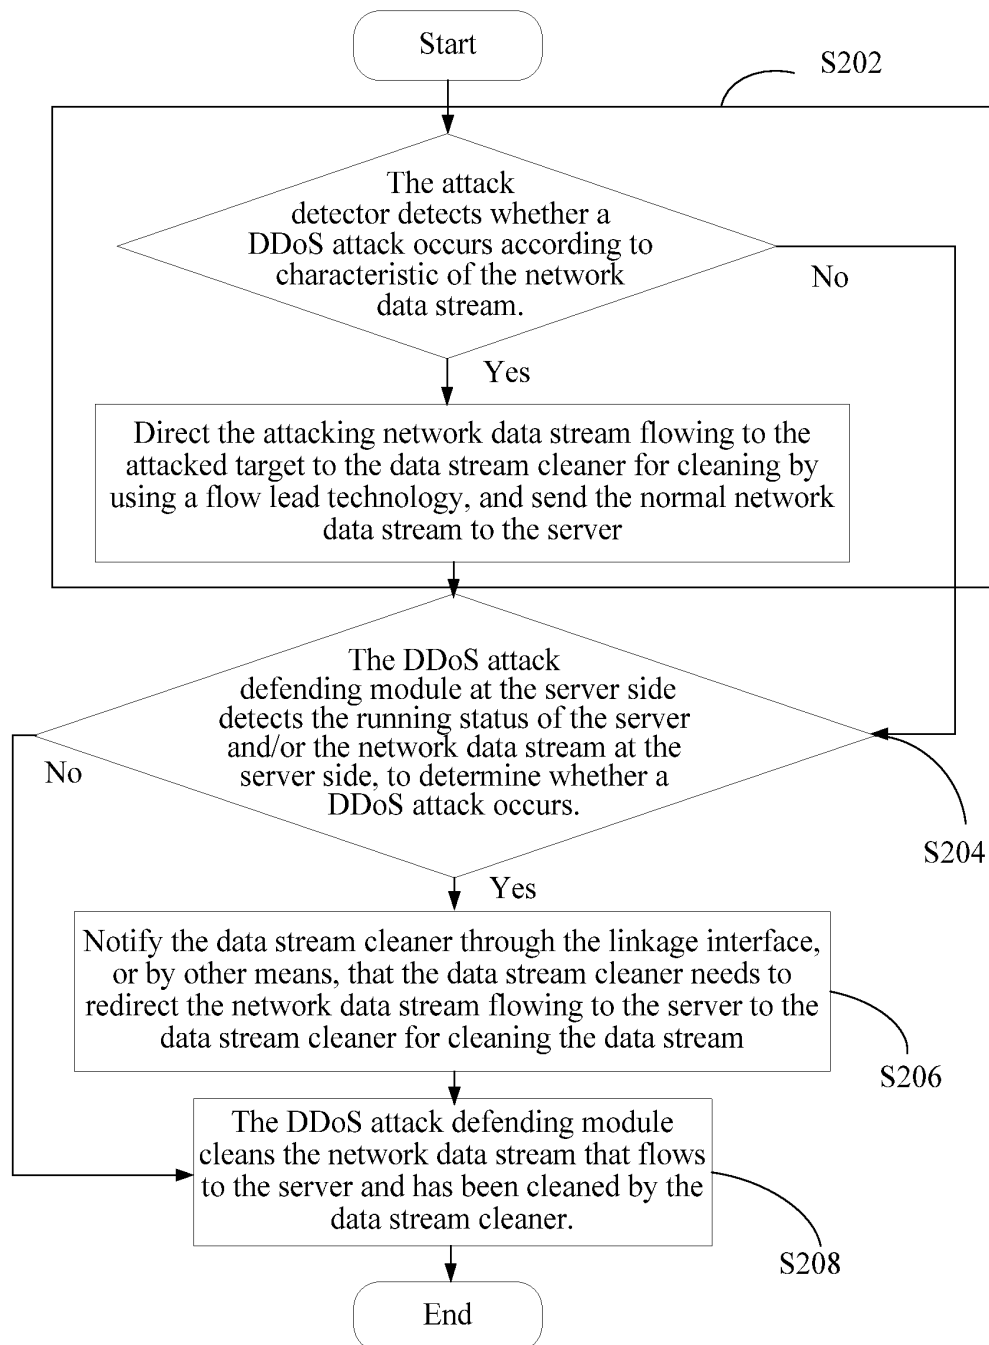 Start
S202
The attack
detector detects whether a
DDoS attack occurs according to
characteristic of the network
data stream.
No
Yes
Direct the attacking network data stream flowing to the
attacked target to the data stream cleaner for cleaning by
using a flow lead technology, and send the normal network
data stream to the server
The DDoS attack
defending module at the server side
detects the running status of the server
and/or the network data stream at the
server side, to determine whether a
DDoS attack occurs.
No
S204
Yes
Notify the data stream cleaner through the linkage interface,
or by other means, that the data stream cleaner needs to
redirect the network data stream flowing to the server to the
data stream cleaner for cleaning the data stream
S206
The DDoS attack defending module
cleans the network data stream that flows
to the server and has been cleaned by the
data stream cleaner.
S208
End